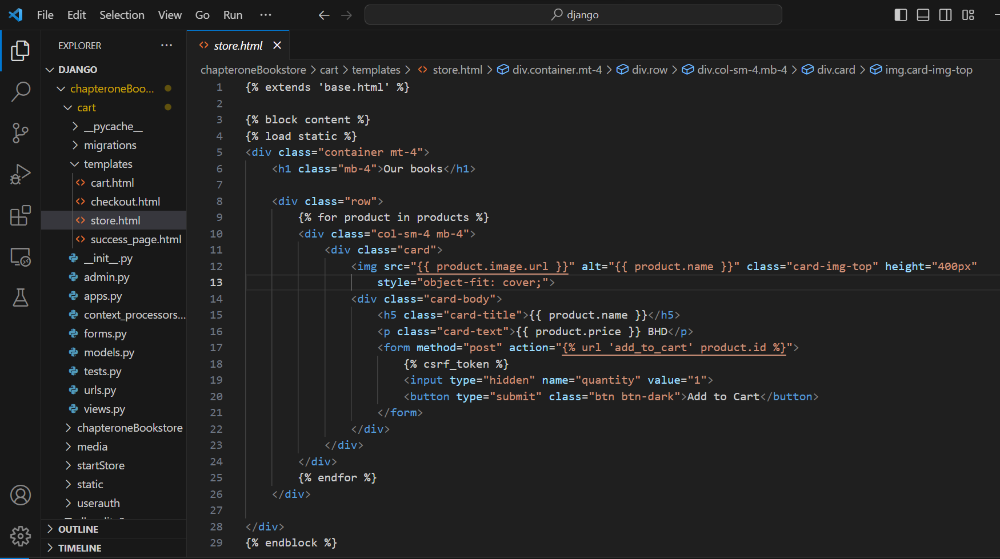 File Edit Selection View Go Run ··· django
EXPLORER ···
DJANGO
chapteroneBoo...
cart
__pycache__
migrations
templates
cart.html
checkout.html
store.html
success_page.html
__init__.py
admin.py
apps.py
context_processors...
forms.py
models.py
tests.py
urls.py
views.py
chapteroneBookstore
media
startStore
static
userauth
OUTLINE
TIMELINE
store.html
chapteroneBookstore > cart > templates > store.html > div.container.mt-4 > div.row > div.col-sm-4.mb-4 > div.card > img.card-img-top
1 {% extends 'base.html' %}
2
3 {% block content %}
4 {% load static %}
5 <div class="container mt-4">
6 <h1 class="mb-4">Our books</h1>
7
8 <div class="row">
9 {% for product in products %}
10 <div class="col-sm-4 mb-4">
11 <div class="card">
12 <img src="{{ product.image.url }}" alt="{{ product.name }}" class="card-img-top" height="400px"
13 style="object-fit: cover;">
14 <div class="card-body">
15 <h5 class="card-title">{{ product.name }}</h5>
16 <p class="card-text">{{ product.price }} BHD</p>
17 <form method="post" action="{% url 'add_to_cart' product.id %}">
18 {% csrf_token %}
19 <input type="hidden" name="quantity" value="1">
20 <button type="submit" class="btn btn-dark">Add to Cart</button>
21 </form>
22 </div>
23 </div>
24 </div>
25 {% endfor %}
26 </div>
27
28 </div>
29 {% endblock %}